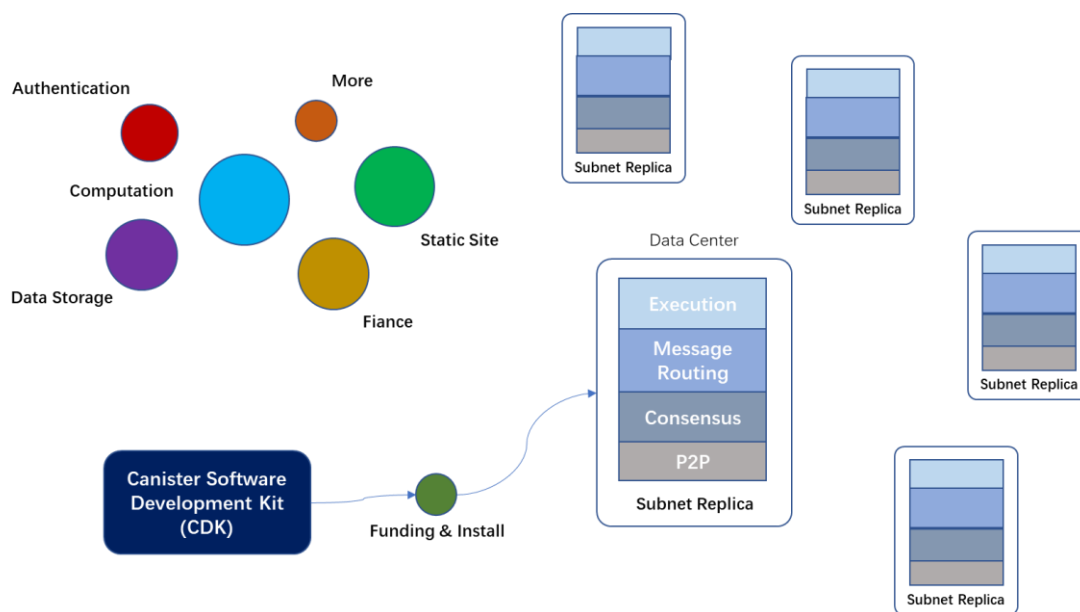 Authentication
More
Computation
Static Site
Data Storage
Fiance
Canister Software
Development Kit
(CDK)
Funding & Install
Data Center
Execution
Message
Routing
Consensus
P2P
Subnet Replica
Subnet Replica
Subnet Replica
Subnet Replica
Subnet Replica